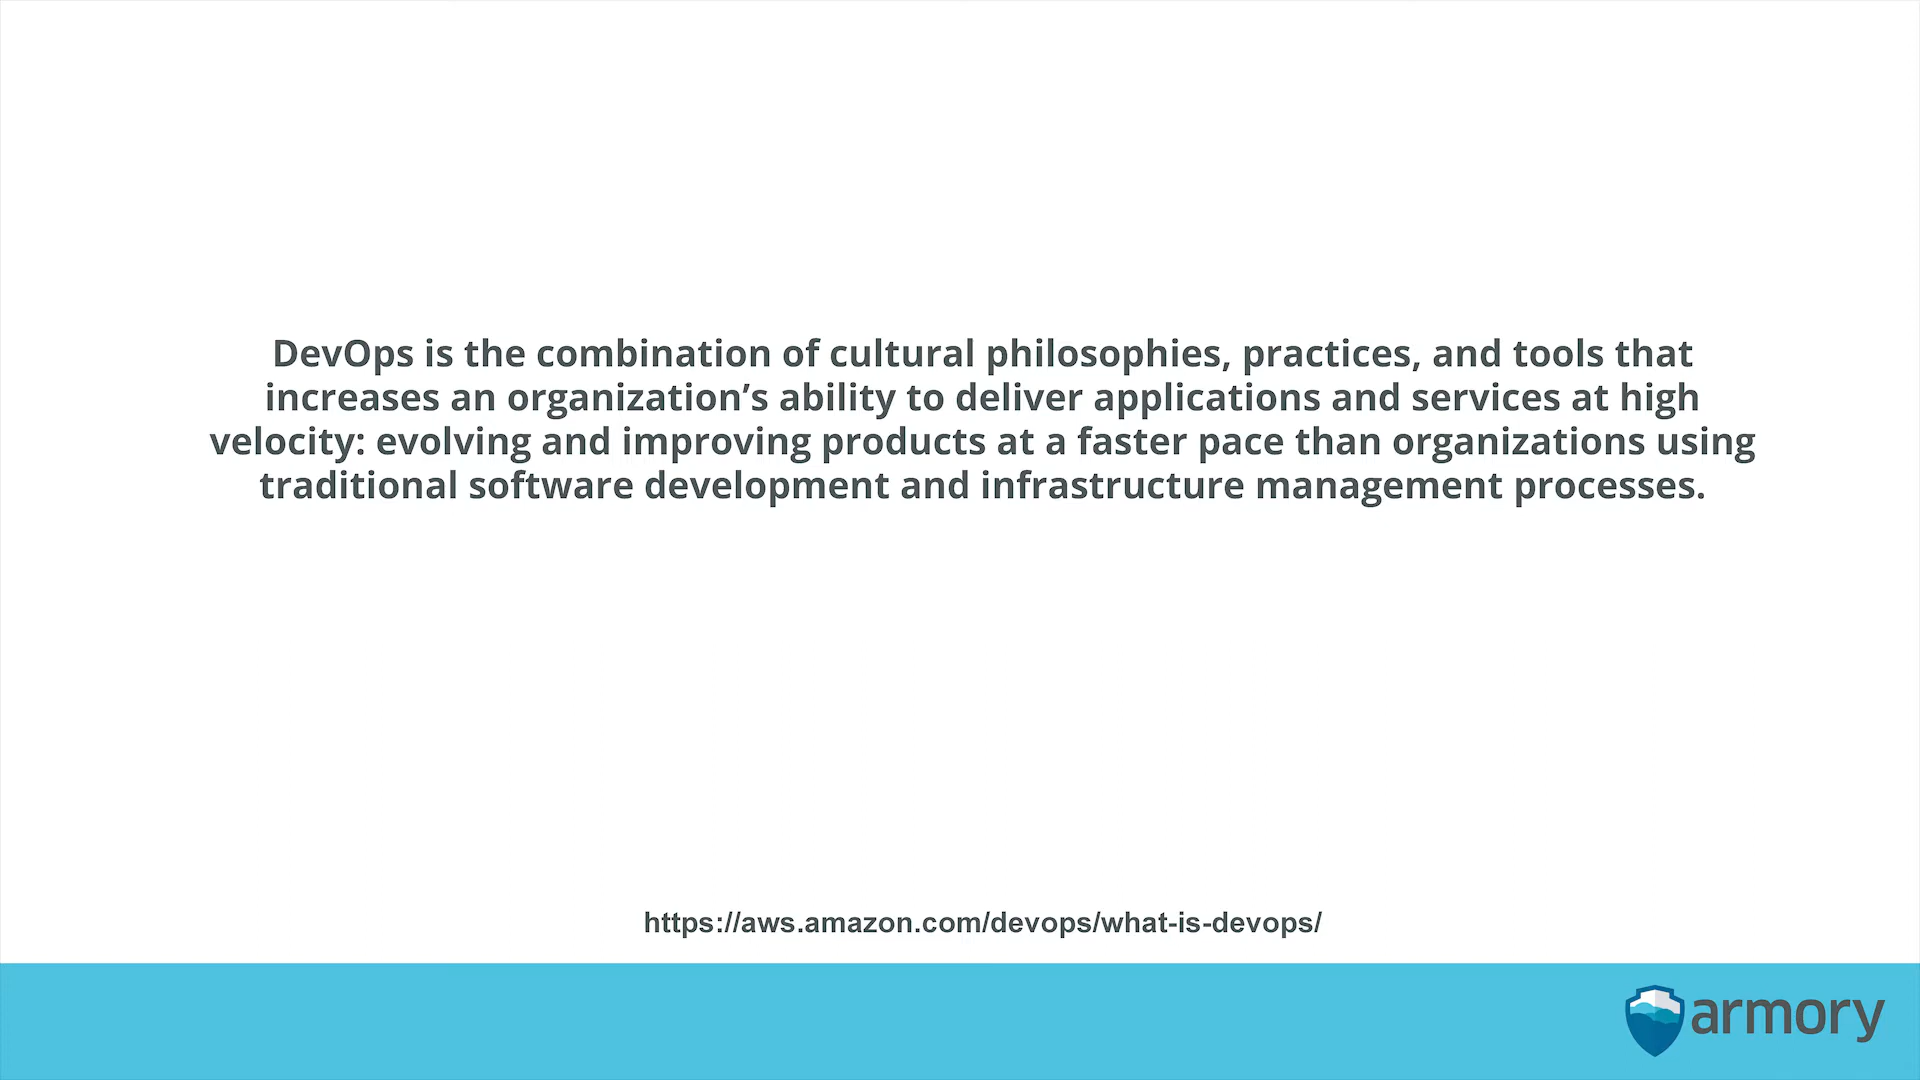 DevOps is the combination of cultural philosophies, practices, and tools that
increases an organization’s ability to deliver applications and services at high
velocity: evolving and improving products at a faster pace than organizations using
traditional software development and infrastructure management processes.
https://aws.amazon.com/devops/what-is-devops/
armory